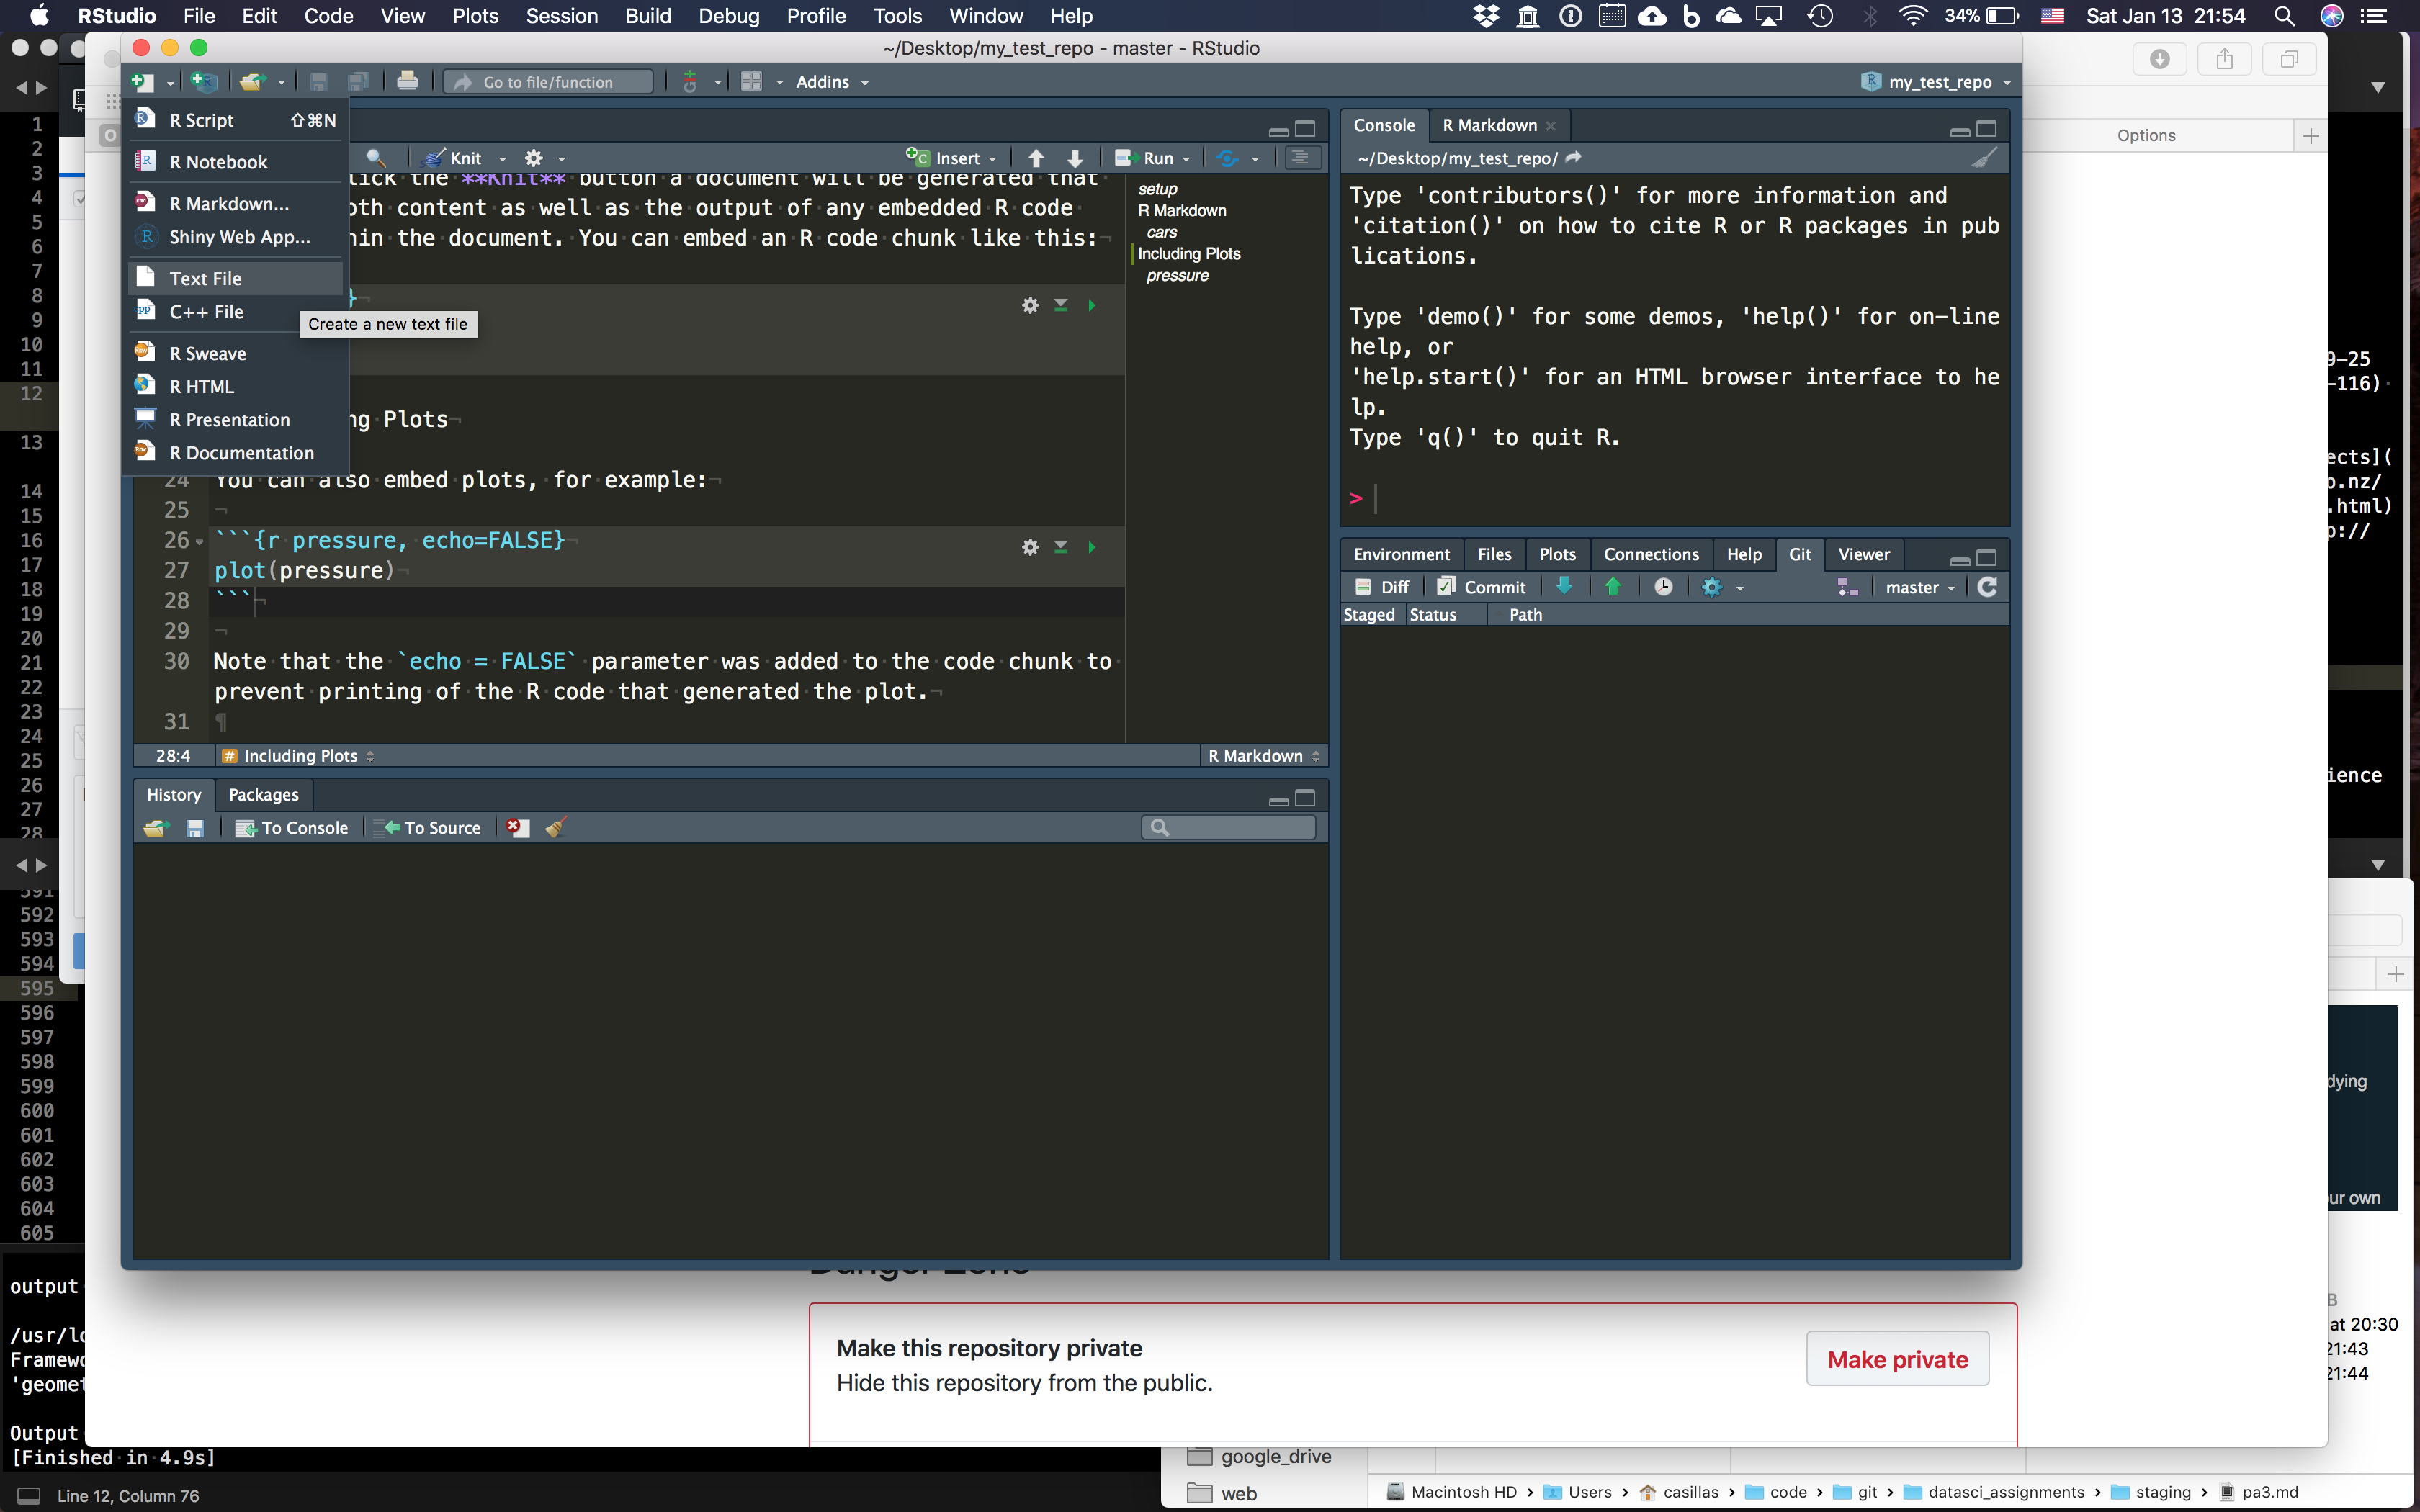 RStudio File Edit Code View Plots Session Build Debug Profile Tools Window Help 34% Sat Jan 13 21:54
~/Desktop/my_test_repo - master - RStudio
Go to file/function Addins my_test_repo
R Script ⇧⌘N
R Notebook
R Markdown...
Shiny Web App...
Text File
C++ File
Create a new text file
R Sweave
R HTML
R Presentation
R Documentation
Knit Insert Run
lick the **Knit** button a document will be generated that
oth content as well as the output of any embedded R code
hin the document. You can embed an R code chunk like this:
}
ng Plots
24 You can also embed plots, for example:
25
26 ```{r pressure, echo=FALSE}
27 plot(pressure)
28 ```
29
30 Note that the `echo = FALSE` parameter was added to the code chunk to
prevent printing of the R code that generated the plot.
31
setup
R Markdown
cars
Including Plots
pressure
28:4 # Including Plots R Markdown
History Packages
To Console To Source
Console R Markdown
~/Desktop/my_test_repo/
Type 'contributors()' for more information and
'citation()' on how to cite R or R packages in pub
lications.
Type 'demo()' for some demos, 'help()' for on-line
help, or
'help.start()' for an HTML browser interface to he
lp.
Type 'q()' to quit R.
>
Environment Files Plots Connections Help Git Viewer
Diff Commit master
Staged Status Path
Options
9-25
-116)
ects](
o.nz/
.html)
p://
ience
dying
ur own
B
at 20:30
21:43
21:44
1
2
3
4
5
6
7
8
9
10
11
12
13
14
15
16
17
18
19
20
21
22
23
24
25
26
27
28
591
592
593
594
595
596
597
598
599
600
601
602
603
604
605
output
/usr/lo
Framewo
'geomet
Output
[Finished in 4.9s]
Line 12, Column 76
Danger Zone
Make this repository private
Hide this repository from the public.
Make private
google_drive
web
Macintosh HD › Users › casillas › code › git › datasci_assignments › staging › pa3.md